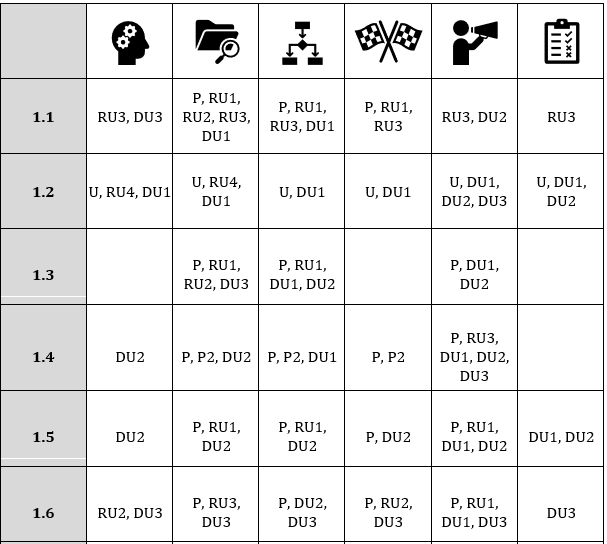 1.1
RU3, DU3
P, RU1,
RU2, RU3,
DU1
P, RU1,
RU3, DU1
P, RU1,
RU3
RU3, DU2
RU3
1.2
U, RU4, DU1
U, RU4,
DU1
U, DU1
U, DU1
U, DU1,
DU2, DU3
U, DU1,
DU2
1.3
P, RU1,
RU2, DU3
P, RU1,
DU1, DU2
P, DU1,
DU2
1.4
DU2
P, P2, DU2
P, P2, DU1
P, P2
P, RU3,
DU1, DU2,
DU3
1.5
DU2
P, RU1,
DU2
P, RU1,
DU2
P, DU2
P, RU1,
DU1, DU2
DU1, DU2
1.6
RU2, DU3
P, RU3,
DU3
P, DU2,
DU3
P, RU2,
DU3
P, RU1,
DU1, DU3
DU3